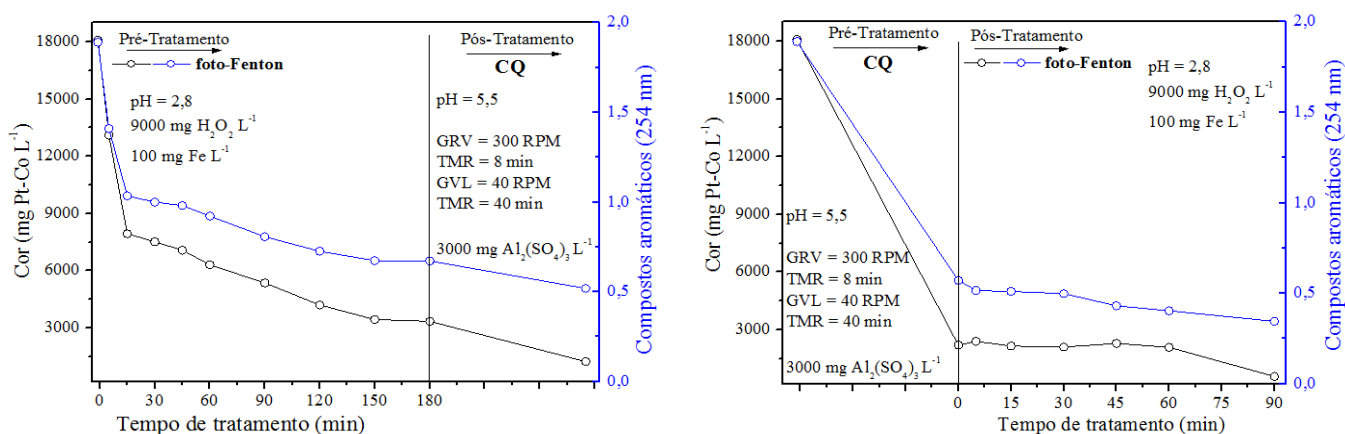 Pré-Tratamento
foto-Fenton
pH = 2,8
9000 mg H₂O₂ L⁻¹
100 mg Fe L⁻¹
Pós-Tratamento
CQ
pH = 5,5
GRV = 300 RPM
TMR = 8 min
GVL = 40 RPM
TMR = 40 min
3000 mg Al₂(SO₄)₃ L⁻¹
Cor (mg Pt-Co L⁻¹)
18000
15000
12000
9000
6000
3000
Compostos aromáticos (254 nm)
2,0
1,5
1,0
0,5
0,0
0 30 60 90 120 150 180
Tempo de tratamento (min)
Pré-Tratamento
CQ
pH = 5,5
GRV = 300 RPM
TMR = 8 min
GVL = 40 RPM
TMR = 40 min
3000 mg Al₂(SO₄)₃ L⁻¹
Pós-Tratamento
foto-Fenton
pH = 2,8
9000 mg H₂O₂ L⁻¹
100 mg Fe L⁻¹
Cor (mg Pt-Co L⁻¹)
18000
15000
12000
9000
6000
3000
Compostos aromáticos (254 nm)
2,0
1,5
1,0
0,5
0,0
0 15 30 45 60 75 90
Tempo de tratamento (min)